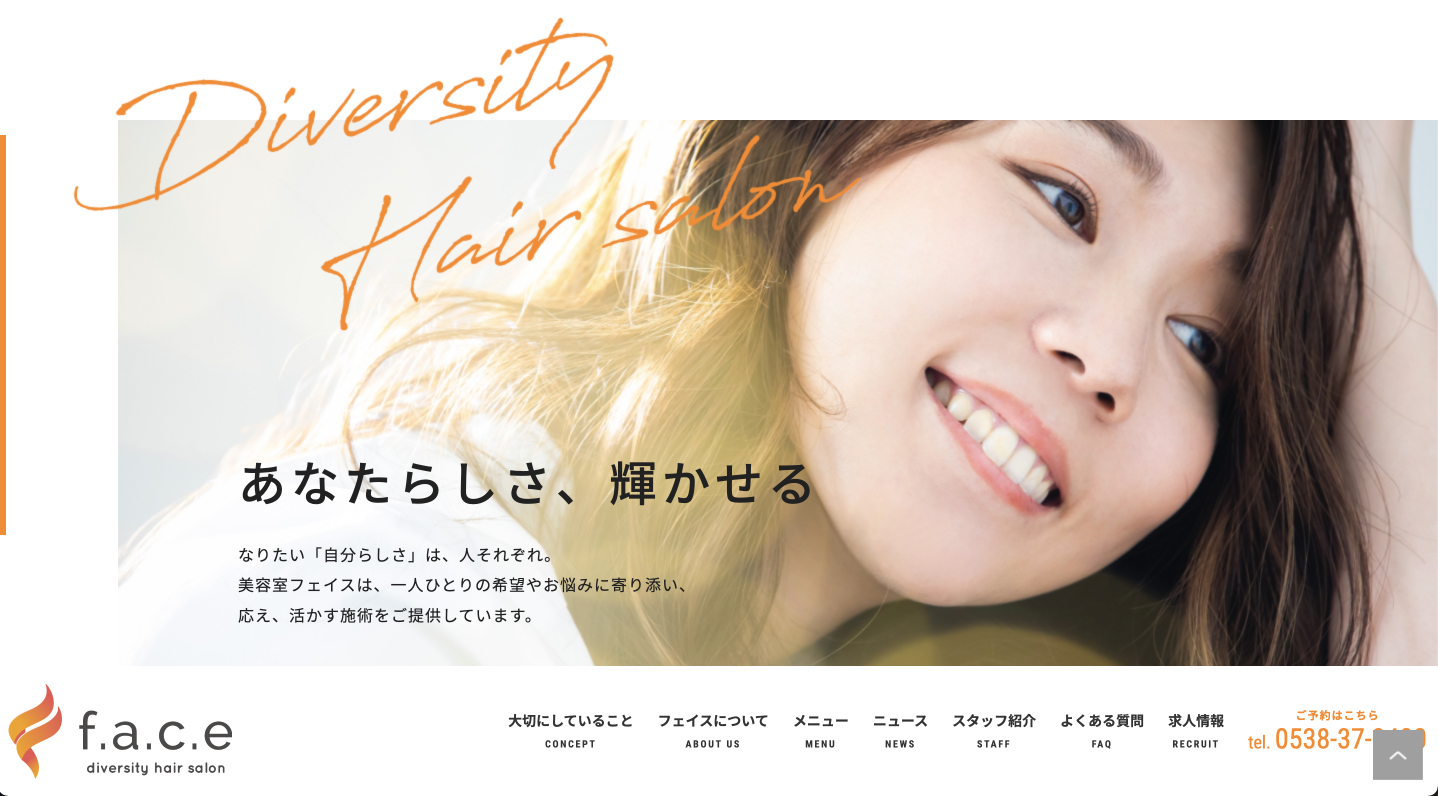 Diversity
Hair salon
あなたらしさ、輝かせる
なりたい「自分らしさ」は、人それぞれ。
美容室フェイスは、一人ひとりの希望やお悩みに寄り添い、
応え、活かす施術をご提供しています。
f.a.c.e
diversity hair salon
大切にしていること フェイスについて メニュー ニュース スタッフ紹介 よくある質問 求人情報
CONCEPT ABOUT US MENU NEWS STAFF FAQ RECRUIT
ご予約はこちら
tel. 0538-37-